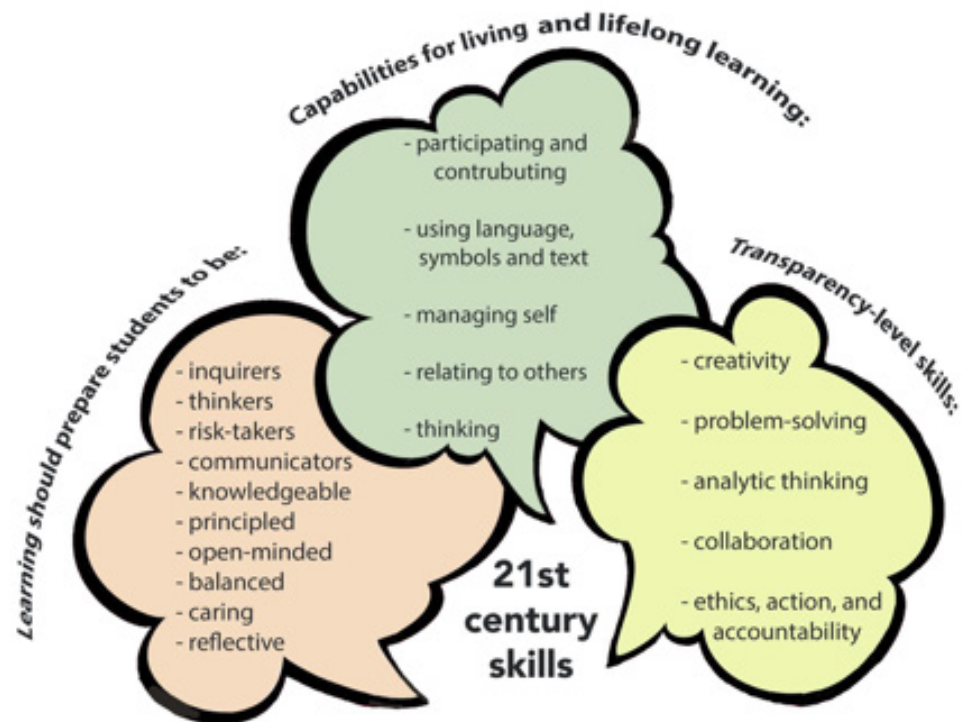 Capabilities for living and lifelong learning:
- participating and
contrubuting
- using language,
symbols and text
- managing self
- relating to others
- thinking
Learning should prepare students to be:
- inquirers
- thinkers
- risk-takers
- communicators
- knowledgeable
- principled
- open-minded
- balanced
- caring
- reflective
Transparency-level skills:
- creativity
- problem-solving
- analytic thinking
- collaboration
- ethics, action, and
accountability
21st
century
skills